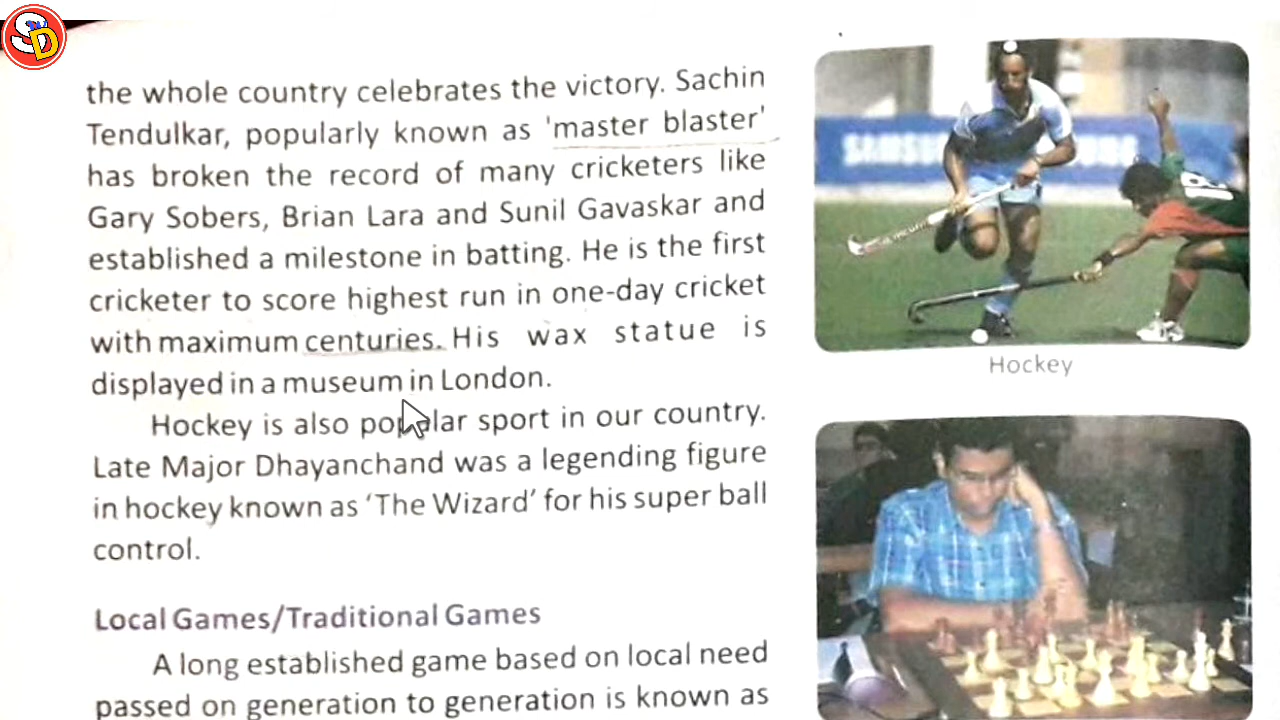 SD
the whole country celebrates the victory. Sachin
Tendulkar, popularly known as 'master blaster'
has broken the record of many cricketers like
Gary Sobers, Brian Lara and Sunil Gavaskar and
established a milestone in batting. He is the first
cricketer to score highest run in one-day cricket
with maximum centuries. His wax statue is
displayed in a museum in London.
Hockey is also popular sport in our country.
Late Major Dhayanchand was a legending figure
in hockey known as ‘The Wizard’ for his super ball
control.
Local Games/Traditional Games
A long established game based on local need
passed on generation to generation is known as
Hockey